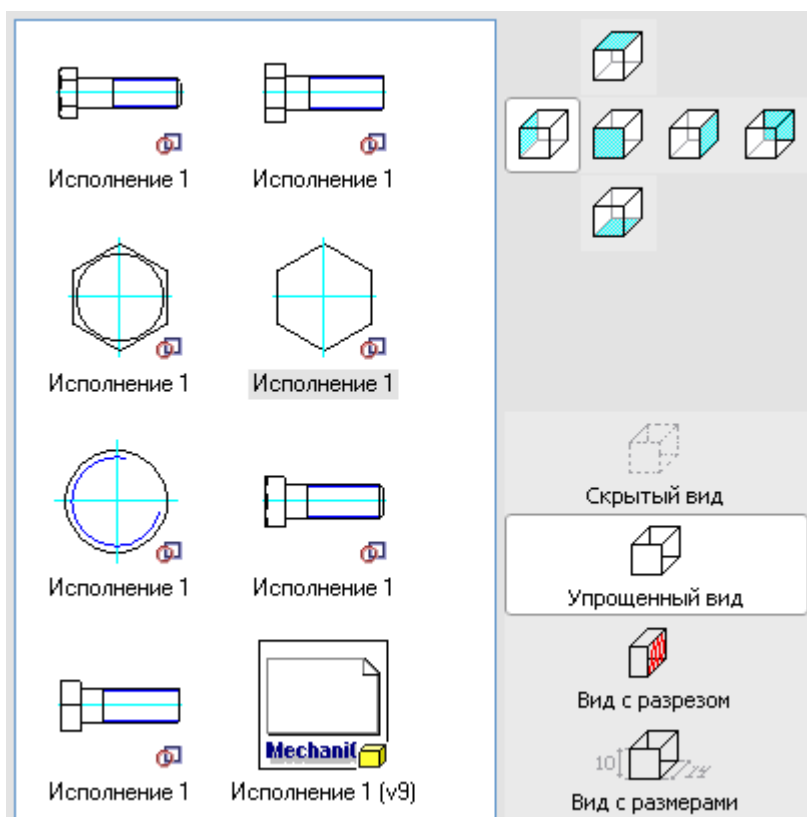 Исполнение 1
Исполнение 1
Исполнение 1
Исполнение 1
Исполнение 1
Исполнение 1
Исполнение 1
MechaniC
Исполнение 1 (v9)
Скрытый вид
Упрощенный вид
Вид с разрезом
10
14
Вид с размерами